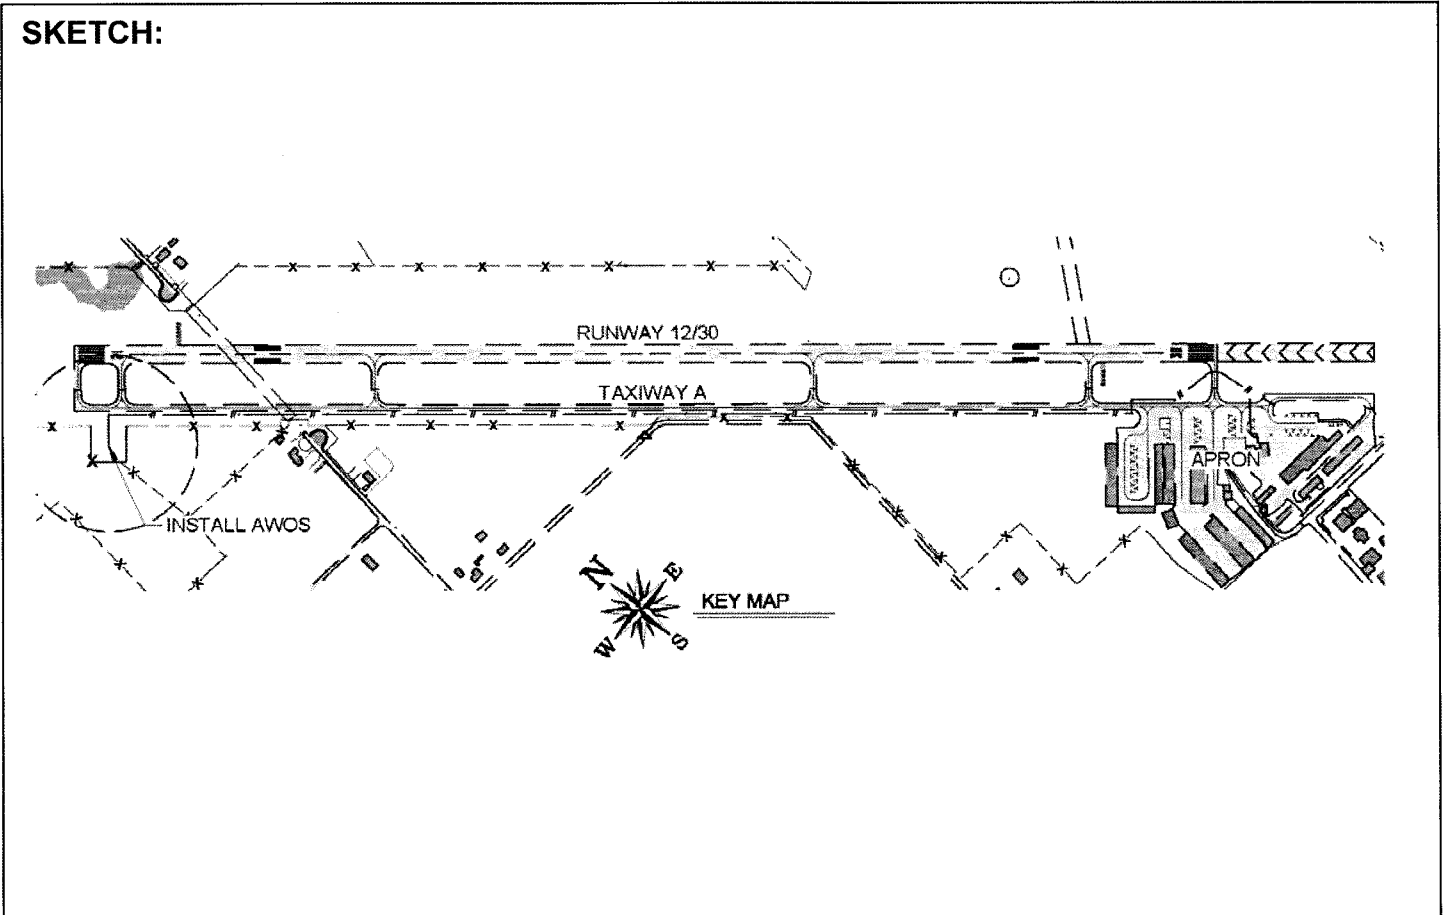 SKETCH:
RUNWAY 12/30
TAXIWAY A
APRON
INSTALL AWOS
N
E
KEY MAP
W
S